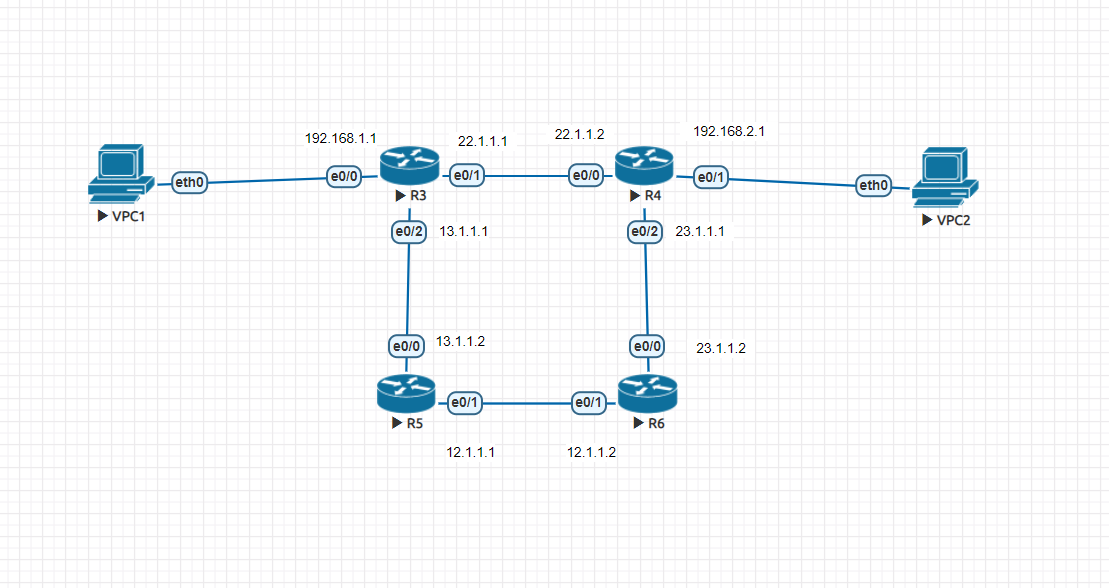 192.168.1.1
22.1.1.1
22.1.1.2
192.168.2.1
eth0
e0/0
e0/1
e0/0
e0/1
eth0
R3
R4
VPC1
VPC2
e0/2
13.1.1.1
e0/2
23.1.1.1
e0/0
13.1.1.2
e0/0
23.1.1.2
e0/1
e0/1
R5
R6
12.1.1.1
12.1.1.2